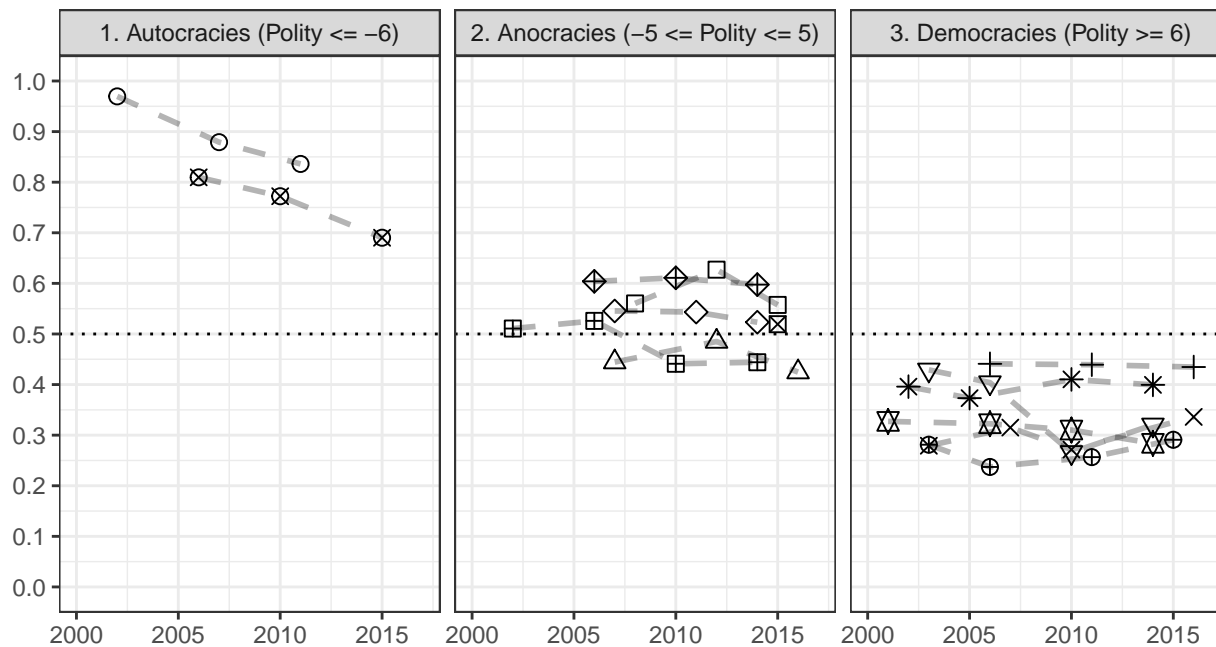 1. Autocracies (Polity <= −6)
2. Anocracies (−5 <= Polity <= 5)
3. Democracies (Polity >= 6)
1.0
0.9
0.8
0.7
0.6
0.5
0.4
0.3
0.2
0.1
0.0
2000 2005 2010 2015
2000 2005 2010 2015
2000 2005 2010 2015